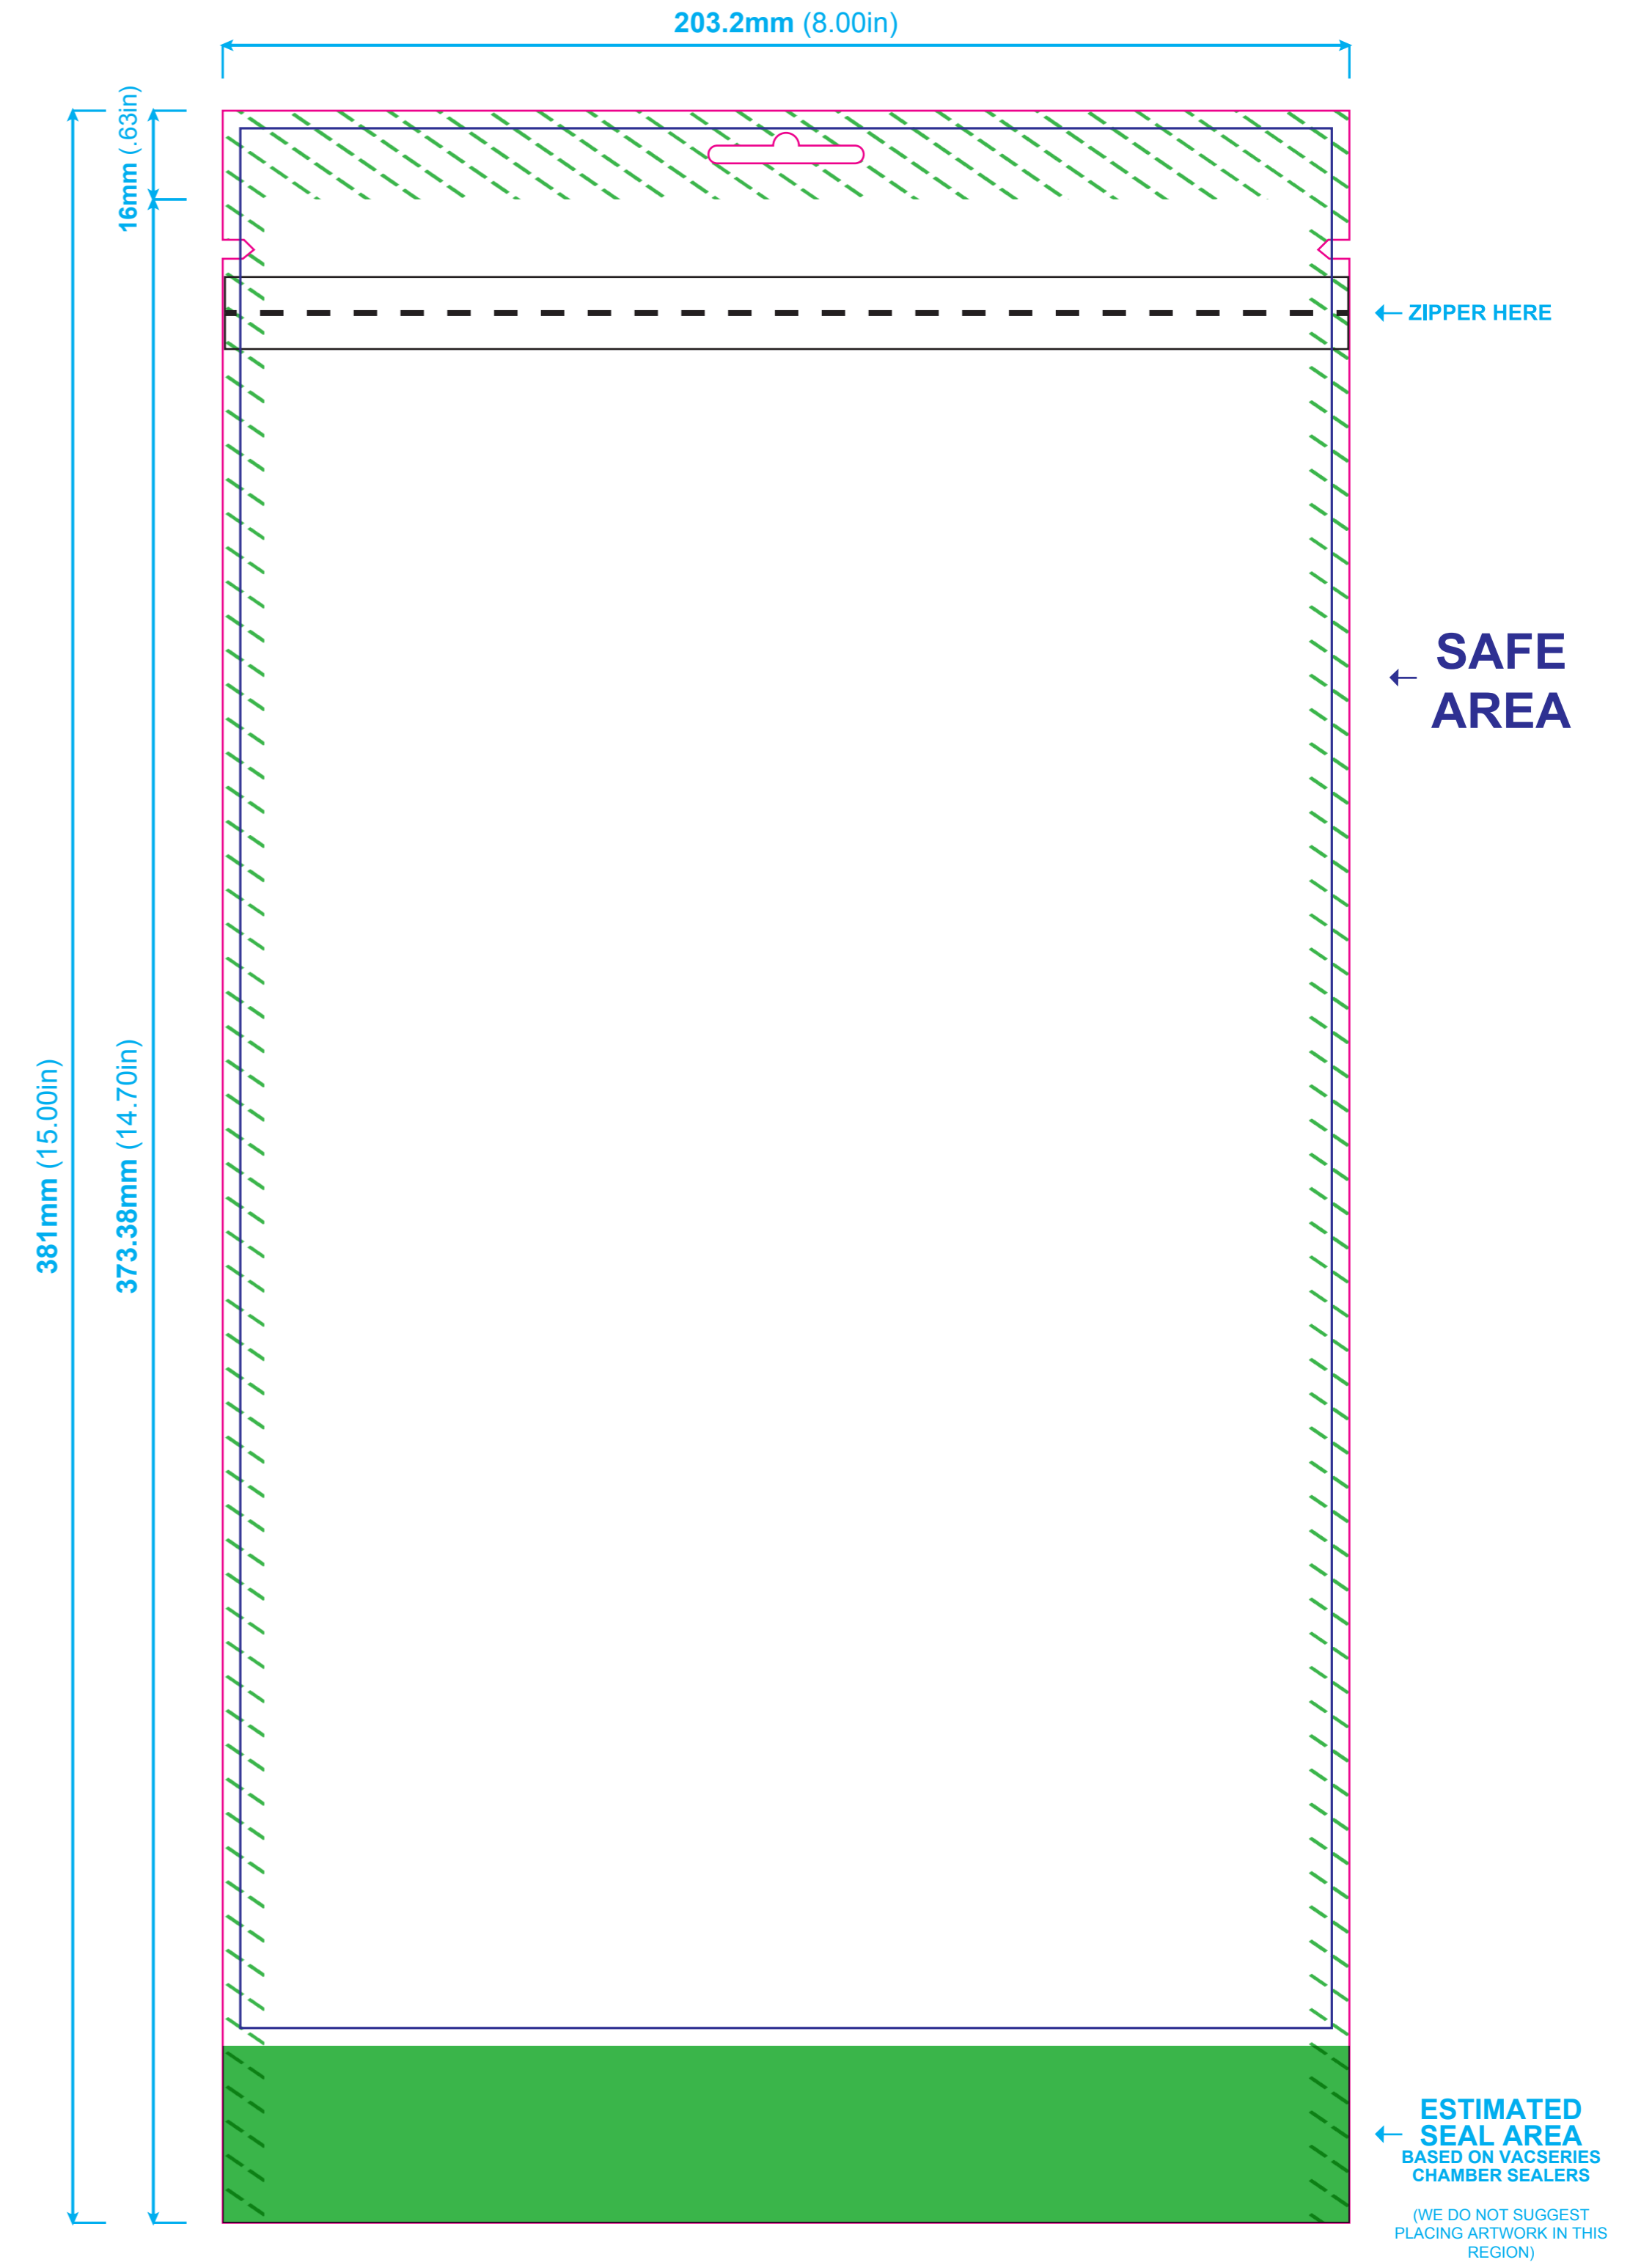 203.2mm (8.00in)
16mm (.63in)
ZIPPER HERE
SAFE
AREA
381mm (15.00in)
373.38mm (14.70in)
ESTIMATED
SEAL AREA
BASED ON VACSERIES
CHAMBER SEALERS
(WE DO NOT SUGGEST
PLACING ARTWORK IN THIS
REGION)